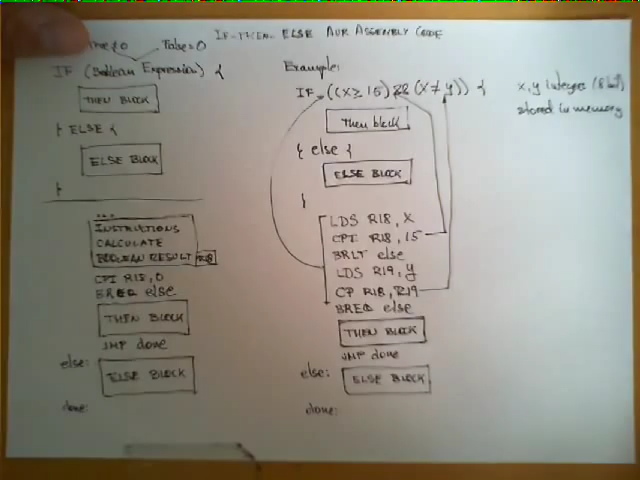 IF-THEN-ELSE AVR ASSEMBLY CODE
True≠0 False=0
IF (Boolean Expression) {
THEN BLOCK
} ELSE {
ELSE BLOCK
}
...
INSTRUCTIONS
CALCULATE
BOOLEAN RESULT R18
CPI R18,0
BREQ else
THEN BLOCK
JMP done
else: ELSE BLOCK
done:
Example:
IF ((X≥15) && (X≠y)) {
Then block
} else {
ELSE BLOCK
}
LDS R18, X
CPI R18, 15
BRLT else
LDS R19, y
CP R18, R19
BREQ else
THEN BLOCK
JMP done
else: ELSE BLOCK
done:
x, y integers (8 bit)
stored in memory